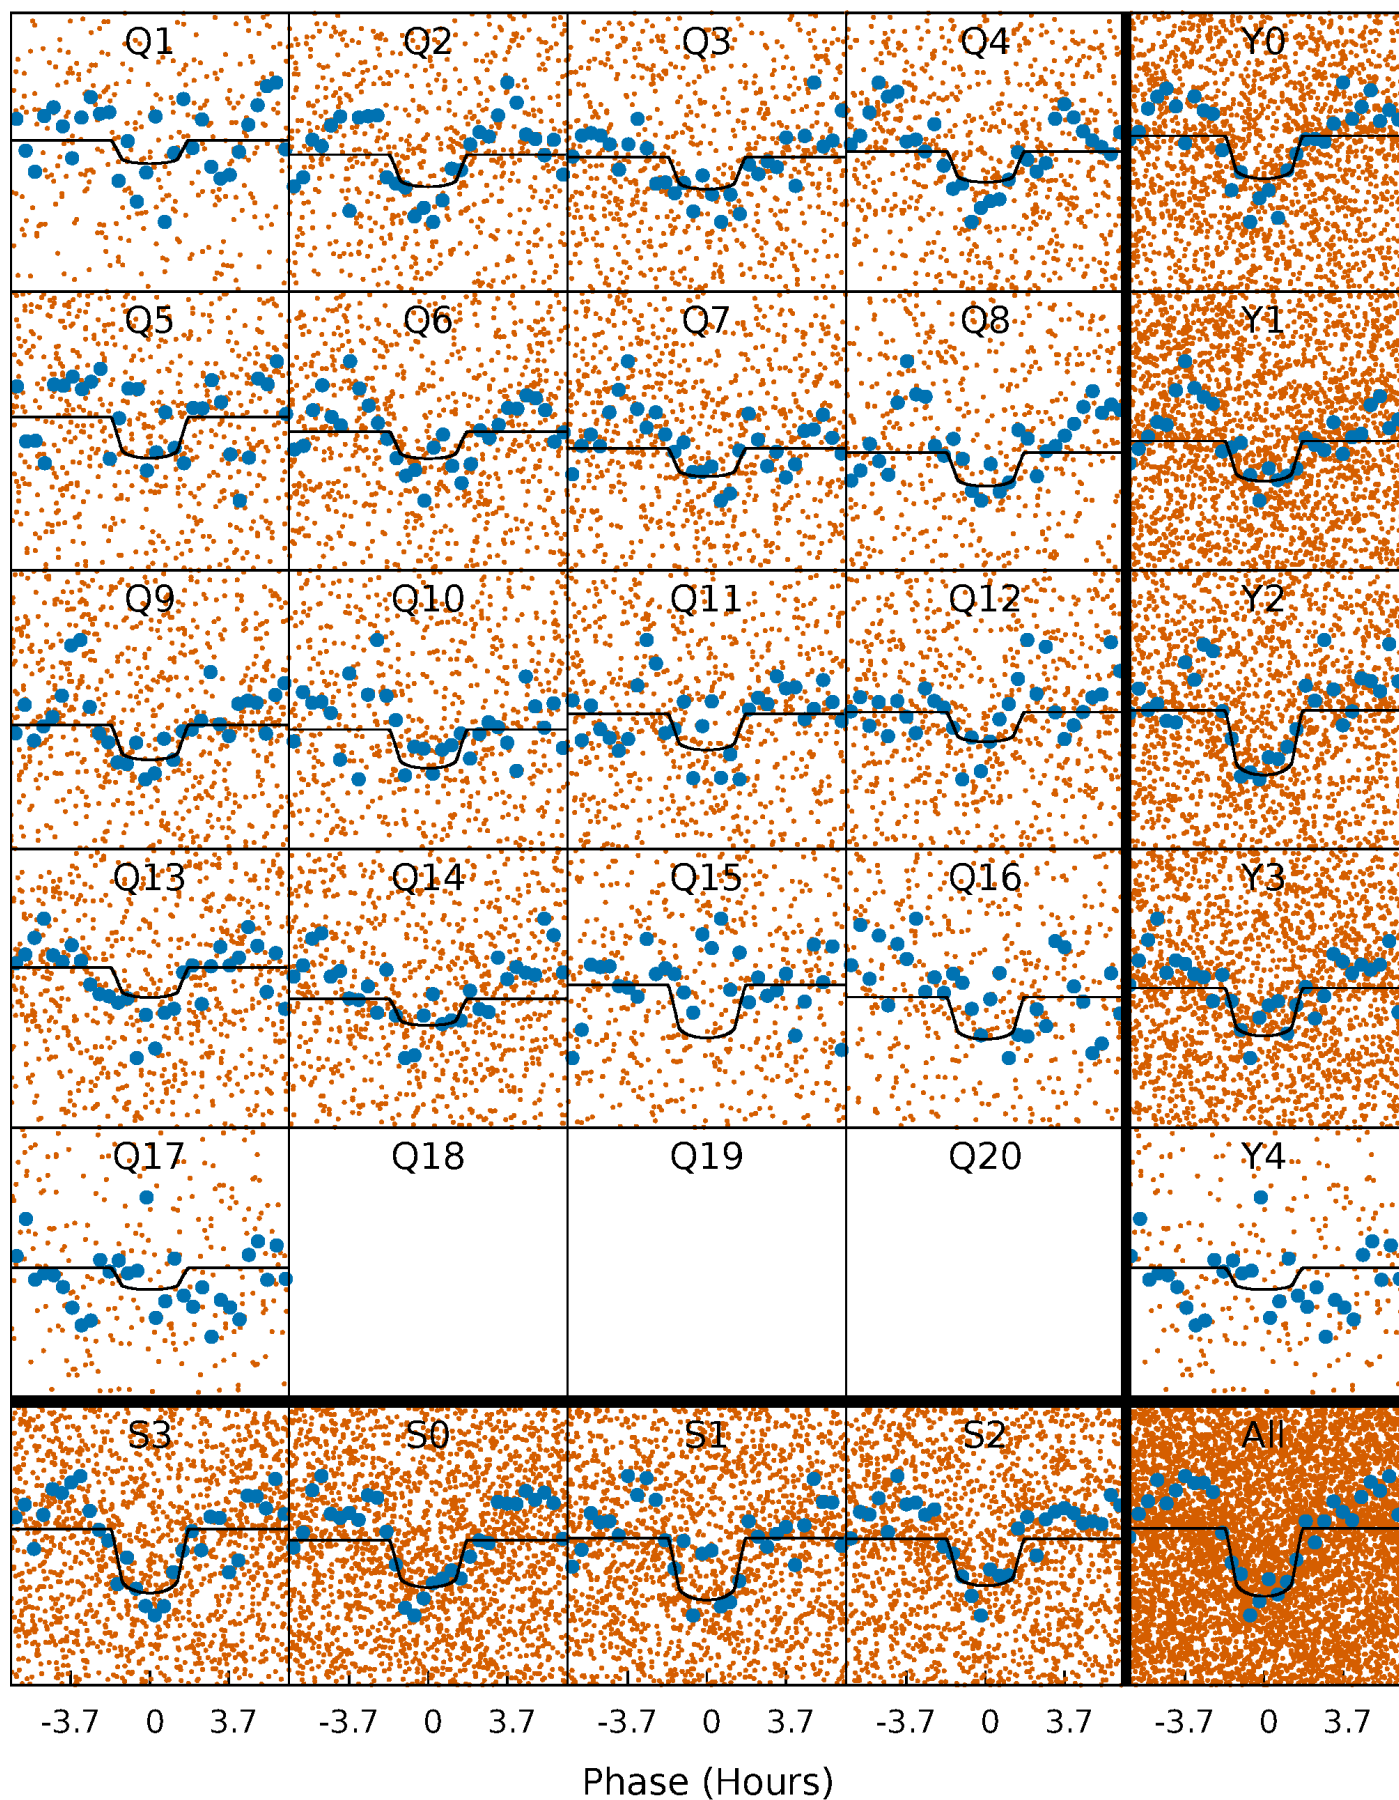 Q1 Q2 Q3 Q4 Y0
Q5 Q6 Q7 Q8 Y1
Q9 Q10 Q11 Q12 Y2
Q13 Q14 Q15 Q16 Y3
Q17 Q18 Q19 Q20 Y4
S3 S0 S1 S2 All
-3.7 0 3.7 -3.7 0 3.7 -3.7 0 3.7 -3.7 0 3.7 -3.7 0 3.7
Phase (Hours)